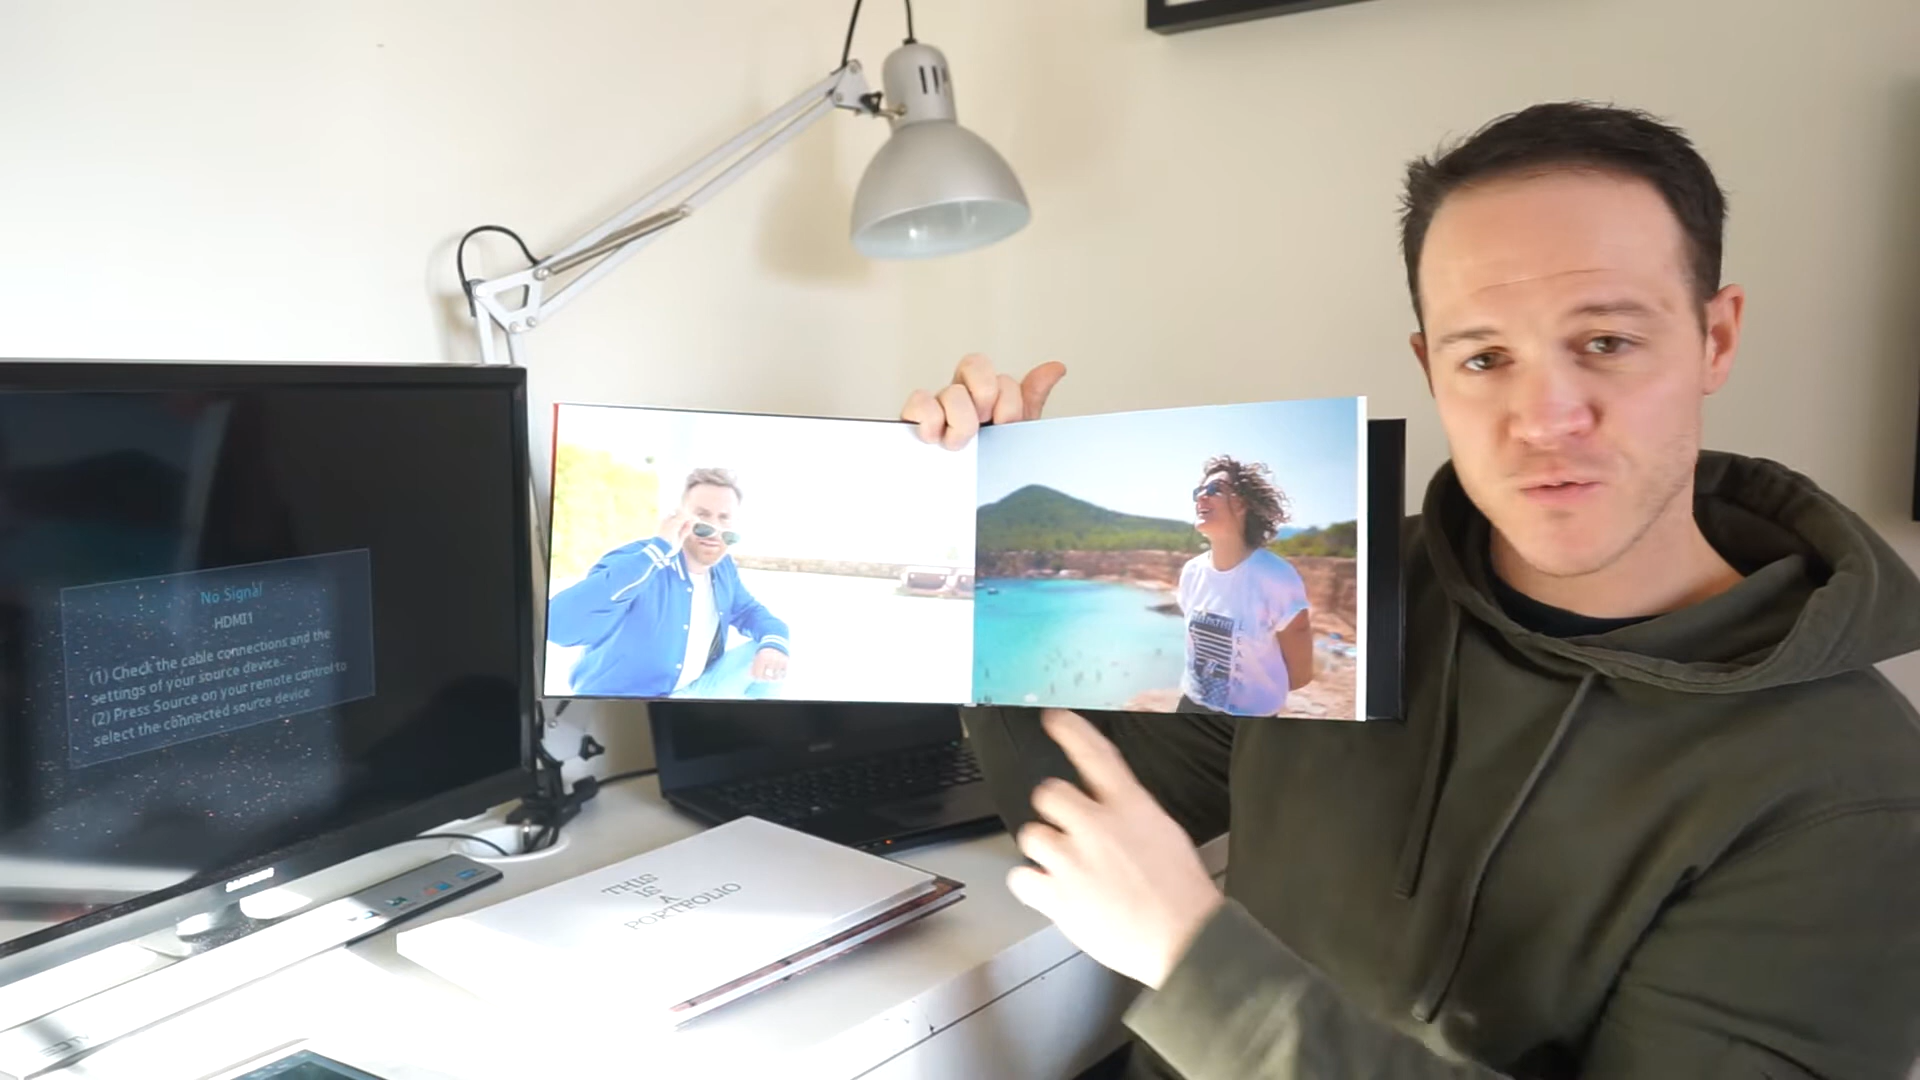 No Signal
HDMI1
(1) Check the cable connections and the
settings of your source device.
(2) Press Source on your remote control to
select the connected source device.
THIS
IS
A
PORTFOLIO
SAMSUNG